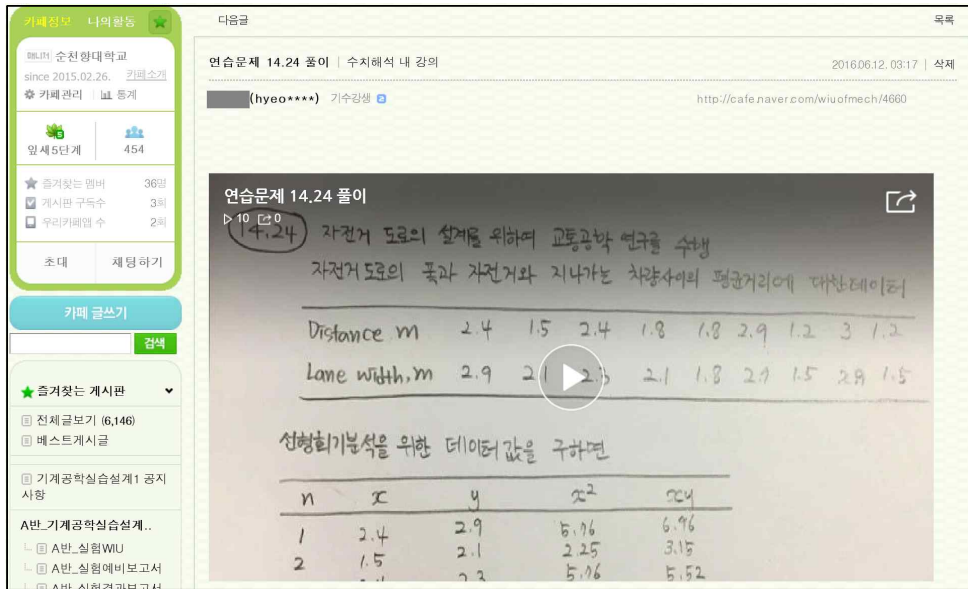 카페정보 나의활동
순천향대학교
since 2015.02.26. 카페소개
카페관리 통계
잎새5단계 454
즐겨찾는 멤버 36명
게시판 구독수 3회
우리카페앱 수 2회
초대 채팅하기
카페 글쓰기
검색
즐겨찾는 게시판
전체글보기 (6,146)
베스트게시글
기계공학실습설계1 공지
사항
A반_기계공학실습설계..
A반_실험WIU
A반_실험예비보고서
A반_실험결과보고서
다음글 목록
연습문제 14.24 풀이 | 수치해석 내 강의 2016.06.12. 03:17 | 삭제
(hyeo****) 기수강생 http://cafe.naver.com/wiuofmech/4660
연습문제 14.24 풀이
10 0
14.24) 자전거 도로의 설계를 위하여 교통공학 연구를 수행
자전거도로의 폭과 자전거와 지나가는 차량사이의 평균거리에 대한데이터
Distance m 2.4 1.5 2.4 1.8 1.8 2.9 1.2 3 1.2
Lane width, m 2.9 2.1 2.3 2.1 1.8 2.7 1.5 2.9 1.5
선형회기분석을 위한 데이터값을 구하면
n x y x² xy
1 2.4 2.9 5.76 6.96
2 1.5 2.1 2.25 3.15
2.3 5.76 5.52